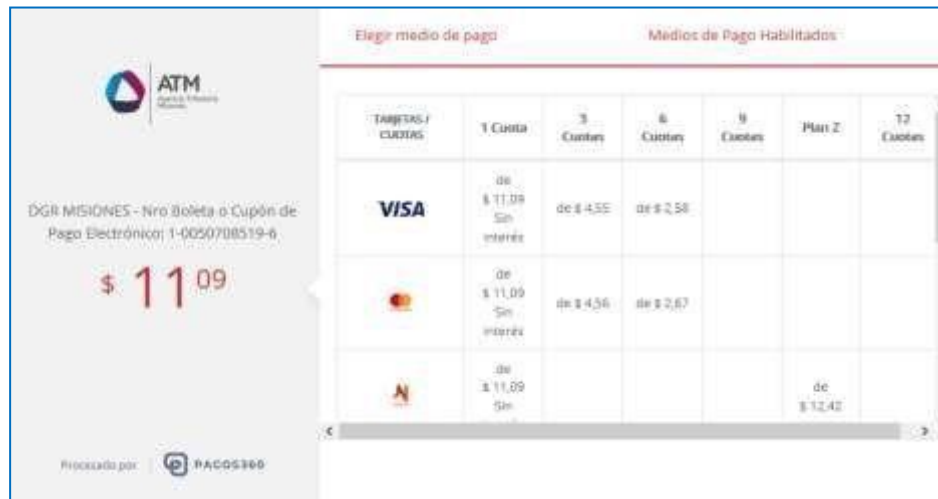 Elegir medio de pago
Medios de Pago Habilitados
ATM
Agencia Tributaria
Misiones
DGR MISIONES - Nro Boleta o Cupón de
Pago Electrónico: 1-0050708519-6
$ 11 09
Procesado por
PAGOS360
TARJETAS /
CUOTAS
1 Cuota
3
Cuotas
6
Cuotas
9
Cuotas
Plan Z
12
Cuotas
VISA
de
$ 11,09
Sin
interés
de $ 4,55
de $ 2,58
de
$ 11,09
Sin
interés
de $ 4,56
de $ 2,67
de
$ 11,09
Sin
de
$ 12,42